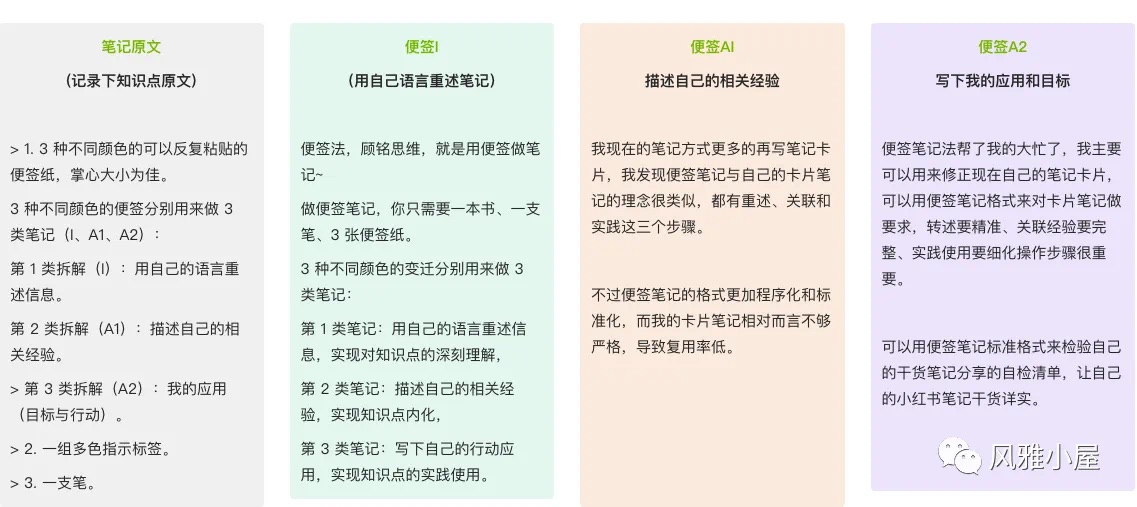 笔记原文
（记录下知识点原文）
> 1. 3 种不同颜色的可以反复粘贴的
便签纸，掌心大小为佳。
3 种不同颜色的便签分别用来做 3
类笔记（I、A1、A2）：
第 1 类拆解（I）：用自己的语言重
述信息。
第 2 类拆解（A1）：描述自己的相
关经验。
> 第 3 类拆解（A2）：我的应用
（目标与行动）。
> 2. 一组多色指示标签。
> 3. 一支笔。
便签I
（用自己语言重述笔记）
便签法，顾铭思维，就是用便签做笔
记~
做便签笔记，你只需要一本书、一支
笔、3 张便签纸。
3 种不同颜色的变迁分别用来做 3
类笔记：
第 1 类笔记：用自己的语言重述信
息，实现对知识点的深刻理解，
第 2 类笔记：描述自己的相关经
验，实现知识点内化，
第 3 类笔记：写下自己的行动应
用，实现知识点的实践使用。
便签AI
描述自己的相关经验
我现在的笔记方式更多的再写笔记卡
片，我发现便签笔记与自己的卡片笔
记的理念很类似，都有重述、关联和
实践这三个步骤。
不过便签笔记的格式更加程序化和标
准化，而我的卡片笔记相对而言不够
严格，导致复用率低。
便签A2
写下我的应用和目标
便签笔记法帮了我的大忙了，我主要
可以用来修正现在自己的笔记卡片，
可以用便签笔记格式来对卡片笔记做
要求，转述要精准、关联经验要完
整、实践使用要细化操作步骤很重
要。
可以用便签笔记标准格式来检验自己
的干货笔记分享的自检清单，让自己
的小红书笔记干货详实。
风雅小屋